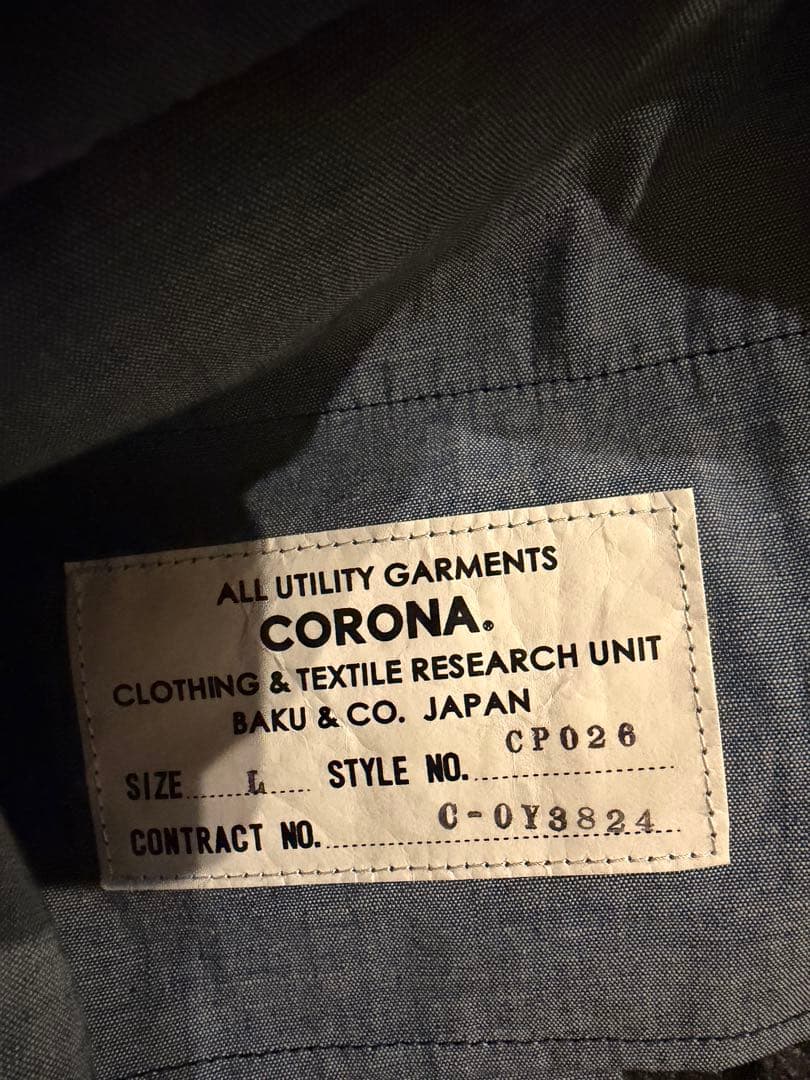 ALL UTILITY GARMENTS
CORONA.®
CLOTHING & TEXTILE RESEARCH UNIT
BAKU & CO. JAPAN
SIZE L STYLE NO. CP026
CONTRACT NO. C-0Y3824